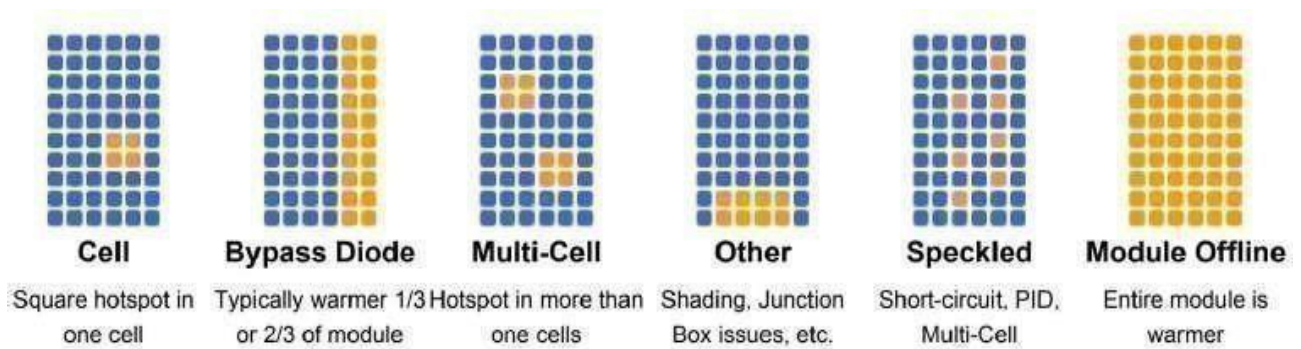 Cell
Bypass Diode
Multi-Cell
Other
Speckled
Module Offline
Square hotspot in
one cell
Typically warmer 1/3
or 2/3 of module
Hotspot in more than
one cells
Shading, Junction
Box issues, etc.
Short-circuit, PID,
Multi-Cell
Entire module is
warmer